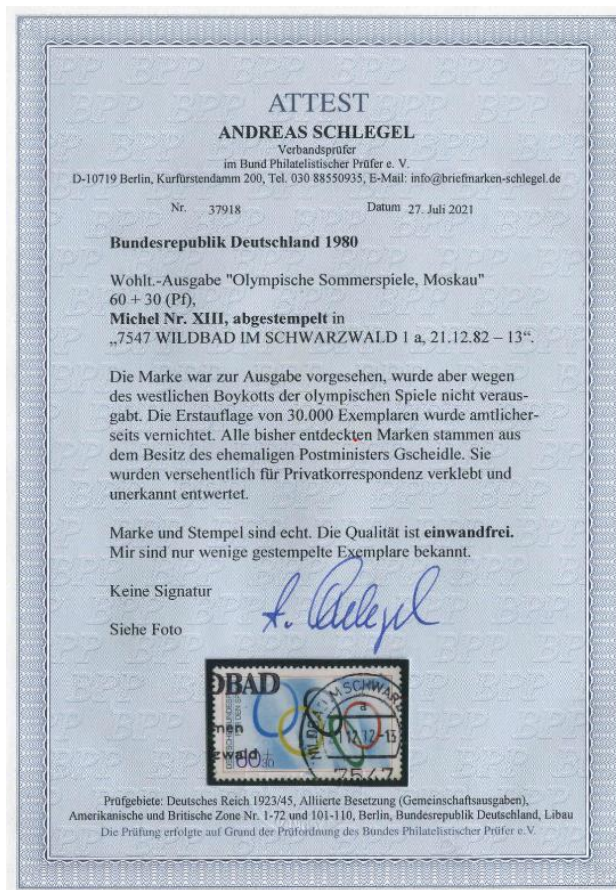 ATTEST
ANDREAS SCHLEGEL
Verbandsprüfer
im Bund Philatelistischer Prüfer e. V.
D-10719 Berlin, Kurfürstendamm 200, Tel. 030 88550935, E-Mail: info@briefmarken-schlegel.de
Nr. 37918 Datum 27. Juli 2021
Bundesrepublik Deutschland 1980
Wohlt.-Ausgabe "Olympische Sommerspiele, Moskau"
60 + 30 (Pf),
Michel Nr. XIII, abgestempelt in
„7547 WILDBAD IM SCHWARZWALD 1 a, 21.12.82 – 13“.
Die Marke war zur Ausgabe vorgesehen, wurde aber wegen
des westlichen Boykotts der olympischen Spiele nicht veraus-
gabt. Die Erstauflage von 30.000 Exemplaren wurde amtlicher-
seits vernichtet. Alle bisher entdeckten Marken stammen aus
dem Besitz des ehemaligen Postministers Gscheidle. Sie
wurden versehentlich für Privatkorrespondenz verklebt und
unerkannt entwertet.
Marke und Stempel sind echt. Die Qualität ist einwandfrei.
Mir sind nur wenige gestempelte Exemplare bekannt.
Keine Signatur
A. Schlegel
Siehe Foto
DBAD
men
zwald
60+30
IM SCHWARZ
a
7547
Prüfgebiete: Deutsches Reich 1923/45, Alliierte Besetzung (Gemeinschaftsausgaben),
Amerikanische und Britische Zone Nr. 1-72 und 101-110, Berlin, Bundesrepublik Deutschland, Libau
Die Prüfung erfolgte auf Grund der Prüfordnung des Bundes Philatelistischer Prüfer e.V.